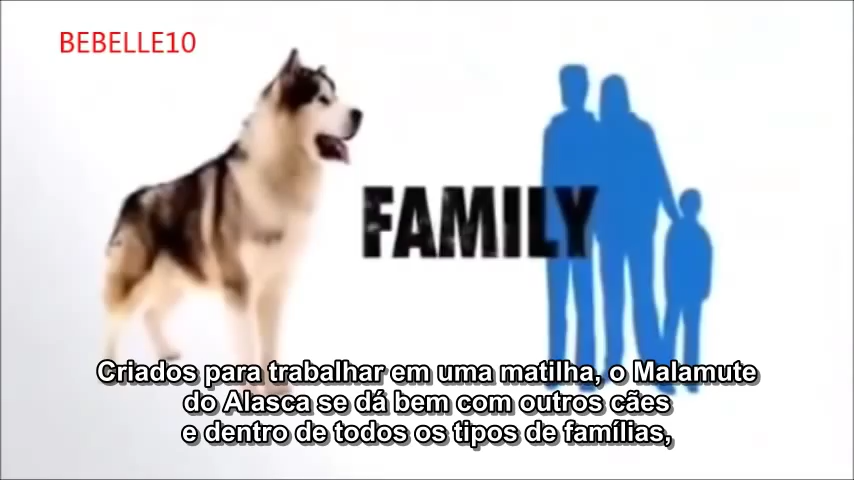 BEBELLE10
FAMILY
Criados para trabalhar em uma matilha, o Malamute
do Alasca se dá bem com outros cães
e dentro de todos os tipos de famílias,